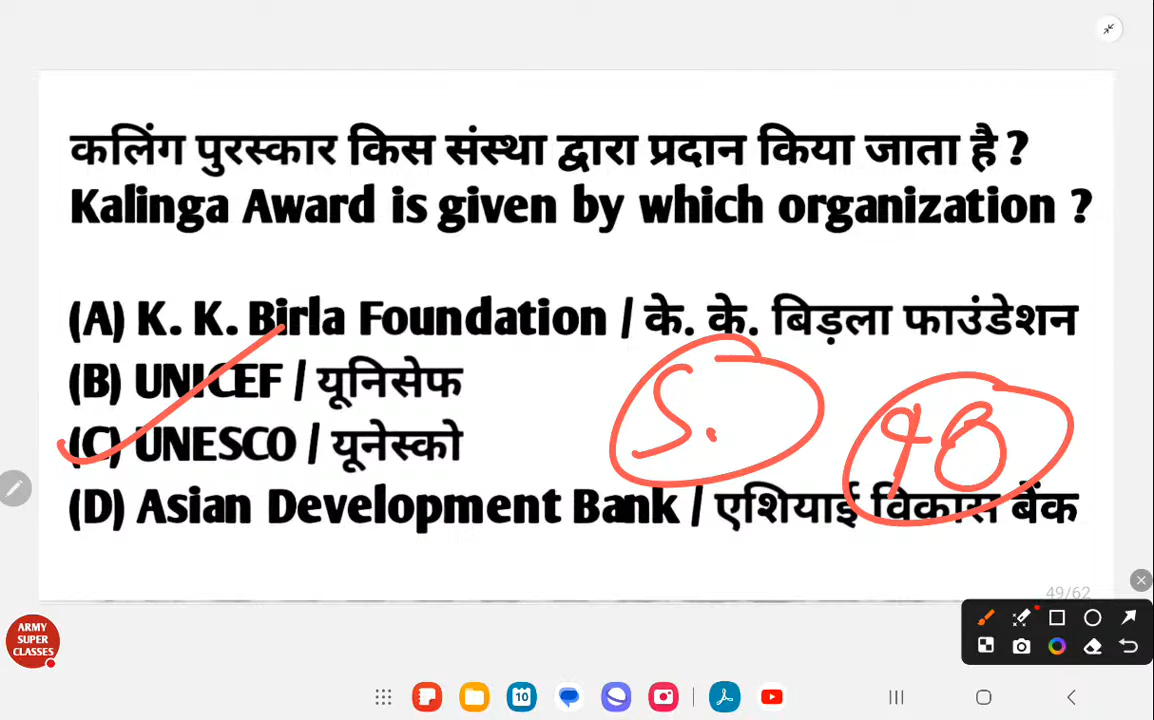 कलिंग पुरस्कार किस संस्था द्वारा प्रदान किया जाता है ?
Kalinga Award is given by which organization ?
(A) K. K. Birla Foundation / के. के. बिड़ला फाउंडेशन
(B) UNICEF / यूनिसेफ
(C) UNESCO / यूनेस्को
S.
(D) Asian Development Bank / एशियाई विकास बैंक
49/62
ARMY
SUPER
CLASSES
10